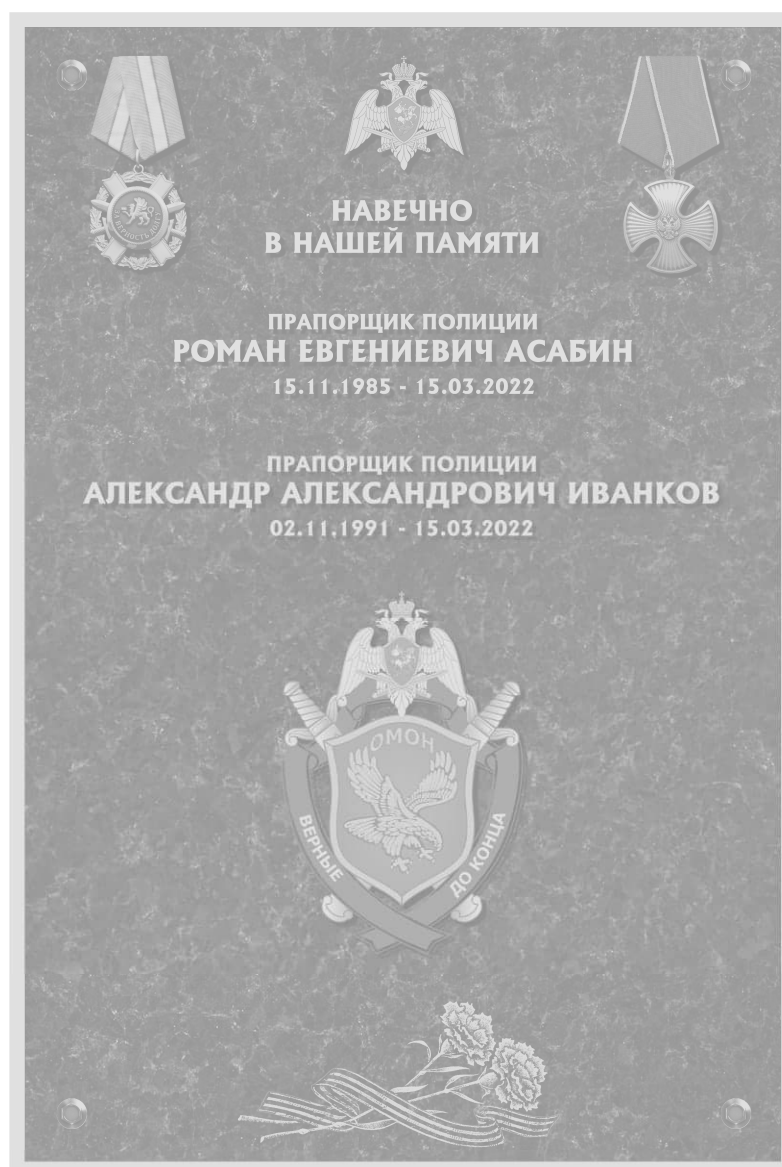 НАВЕЧНО
В НАШЕЙ ПАМЯТИ
ПРАПОРЩИК ПОЛИЦИИ
РОМАН ЕВГЕНИЕВИЧ АСАБИН
15.11.1985 - 15.03.2022
ПРАПОРЩИК ПОЛИЦИИ
АЛЕКСАНДР АЛЕКСАНДРОВИЧ ИВАНКОВ
02.11.1991 - 15.03.2022
ОМОН
ВЕРНЫЕ ДО КОНЦА